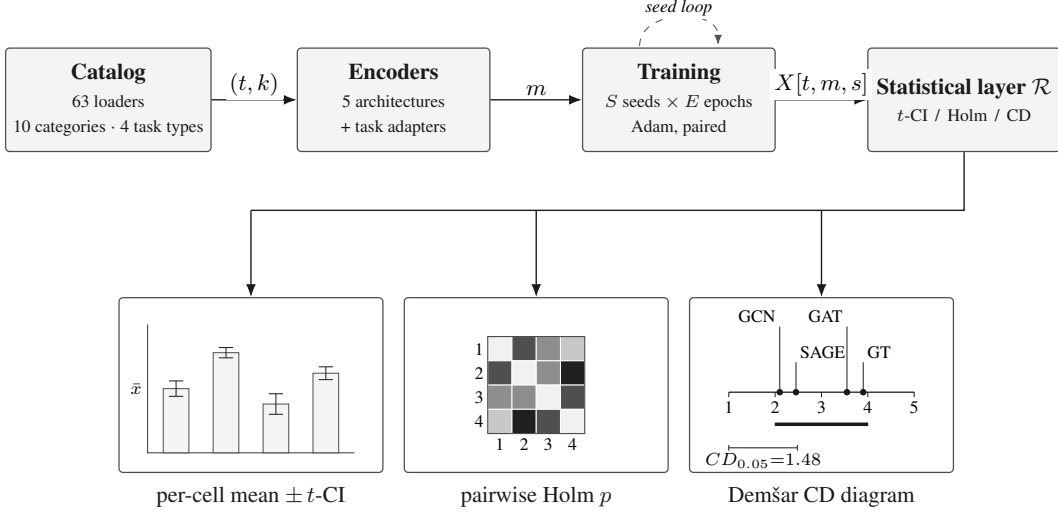 seed loop
Catalog
63 loaders
10 categories · 4 task types
(t, k)
Encoders
5 architectures
+ task adapters
m
Training
S seeds × E epochs
Adam, paired
X[t, m, s]
Statistical layer ℛ
t-CI / Holm / CD
x̄
per-cell mean ± t-CI
1
2
3
4
1 2 3 4
pairwise Holm p
GCN GAT
SAGE GT
1 2 3 4 5
CD0.05=1.48
Demšar CD diagram